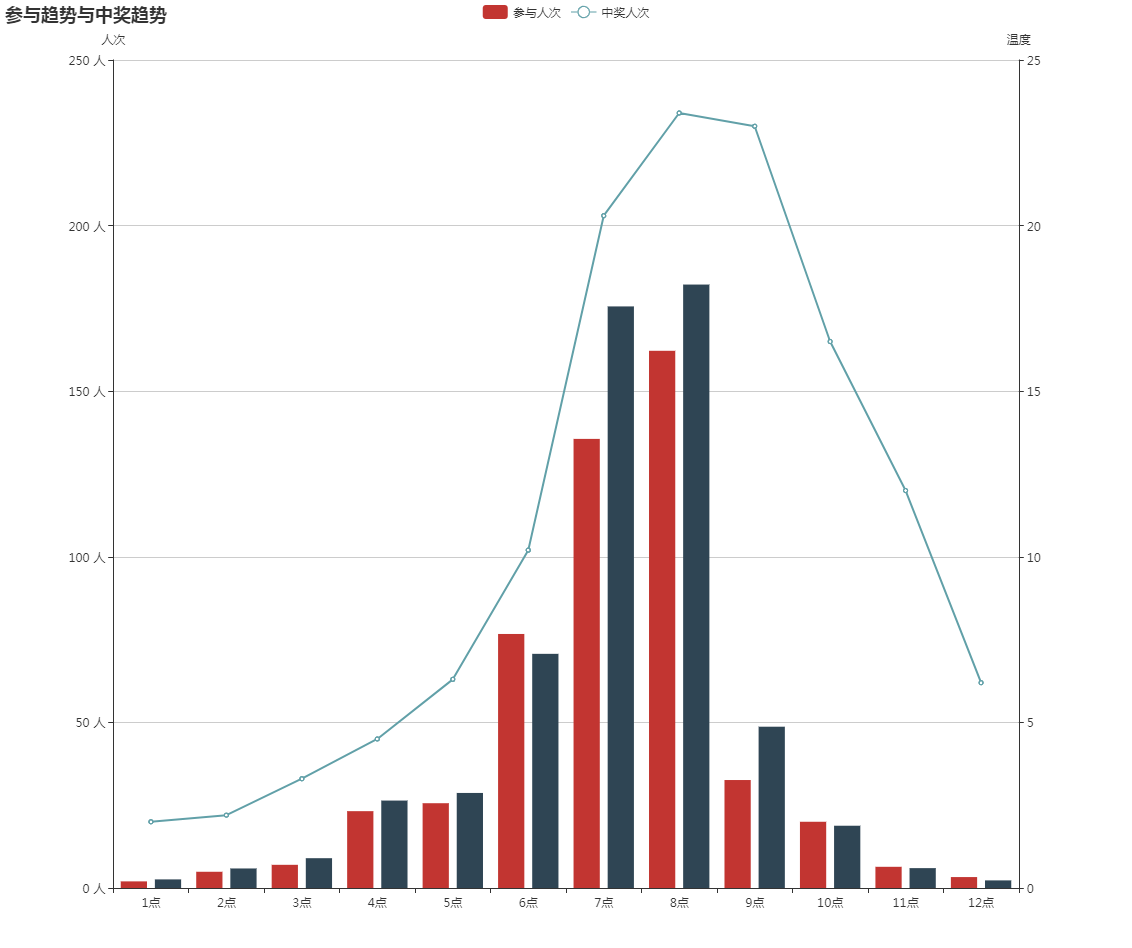 参与趋势与中奖趋势
参与人次 中奖人次
人次 温度
250 人 25
200 人 20
150 人 15
100 人 10
50 人 5
0 人 0
1点 2点 3点 4点 5点 6点 7点 8点 9点 10点 11点 12点